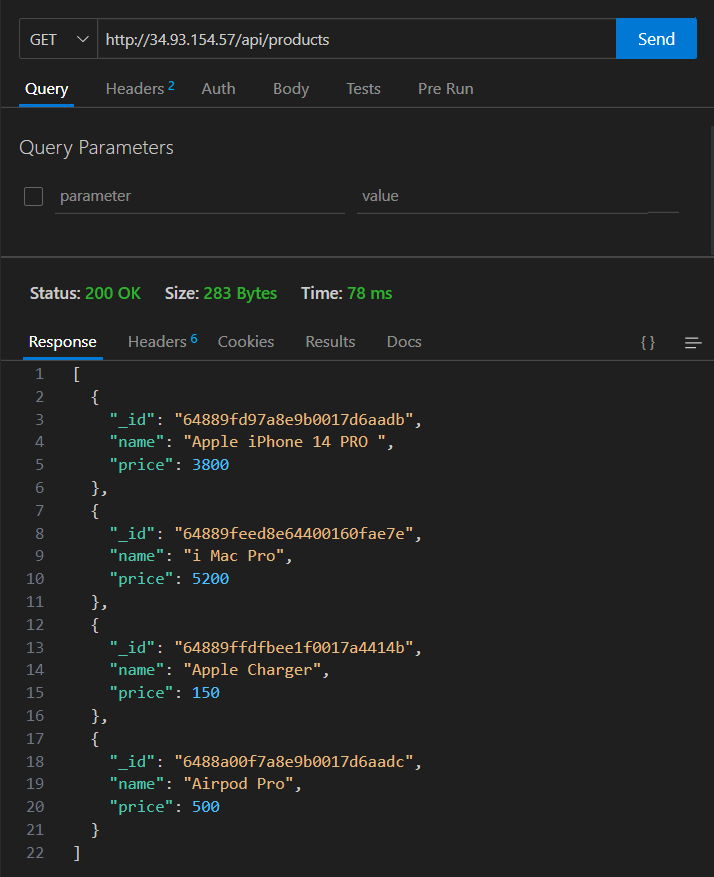 GET http://34.93.154.57/api/products Send
Query Headers 2 Auth Body Tests Pre Run
Query Parameters
parameter value
Status: 200 OK Size: 283 Bytes Time: 78 ms
Response Headers 6 Cookies Results Docs { }
1 [
2 {
3 "_id": "64889fd97a8e9b0017d6aadb",
4 "name": "Apple iPhone 14 PRO ",
5 "price": 3800
6 },
7 {
8 "_id": "64889feed8e64400160fae7e",
9 "name": "i Mac Pro",
10 "price": 5200
11 },
12 {
13 "_id": "64889ffdfbee1f0017a4414b",
14 "name": "Apple Charger",
15 "price": 150
16 },
17 {
18 "_id": "6488a00f7a8e9b0017d6aadc",
19 "name": "Airpod Pro",
20 "price": 500
21 }
22 ]